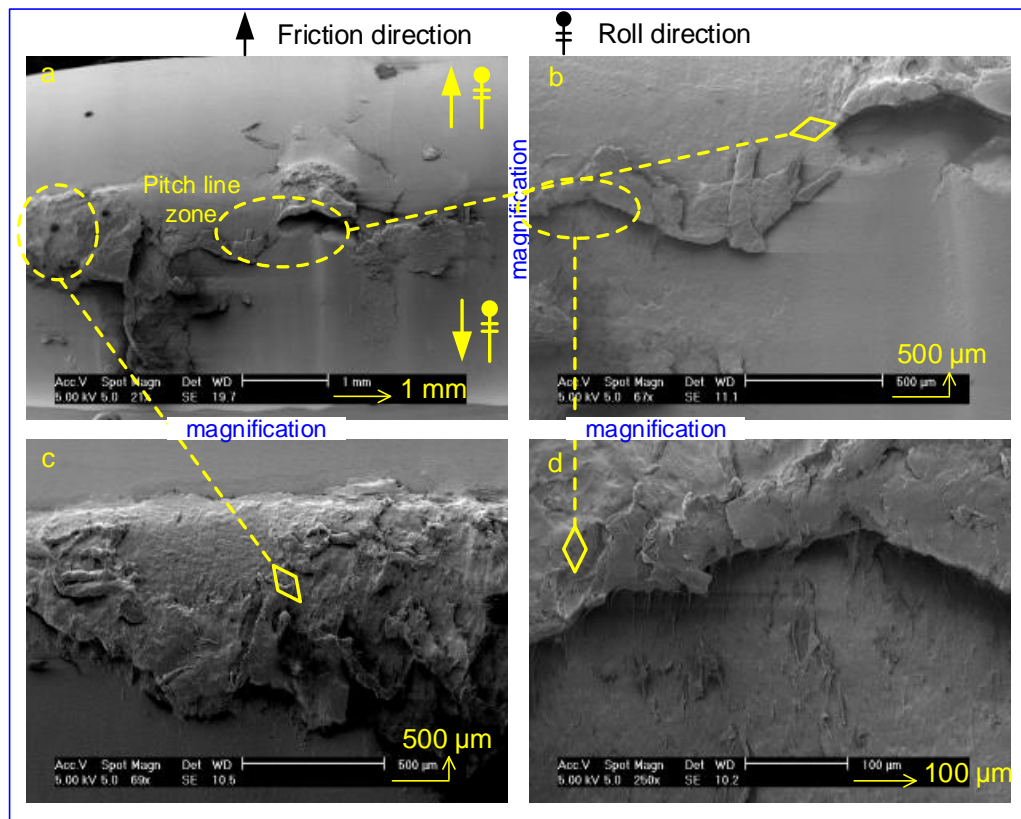 Friction direction
Roll direction
a
Pitch line
zone
Acc.V Spot Magn Det WD 1 mm
5.00 kV 5.0 21x SE 19.7
1 mm
magnification
b
500 µm
Acc.V Spot Magn Det WD 500 µm
5.00 kV 5.0 67x SE 11.1
magnification
magnification
c
500 µm
Acc.V Spot Magn Det WD 500 µm
5.00 kV 5.0 69x SE 10.5
d
Acc.V Spot Magn Det WD 100 µm
5.00 kV 5.0 250x SE 10.2
100 µm